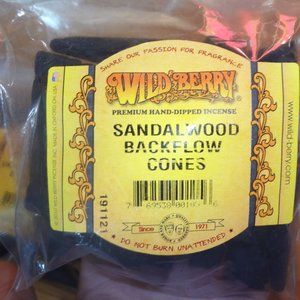 SHARE OUR PASSION FOR FRAGRANCE
WILD BERRY®
PREMIUM HAND-DIPPED INCENSE
SANDALWOOD
BACKFLOW
CONES
191121
Since
1971
DO NOT BURN UNATTENDED
www.wild-berry.com